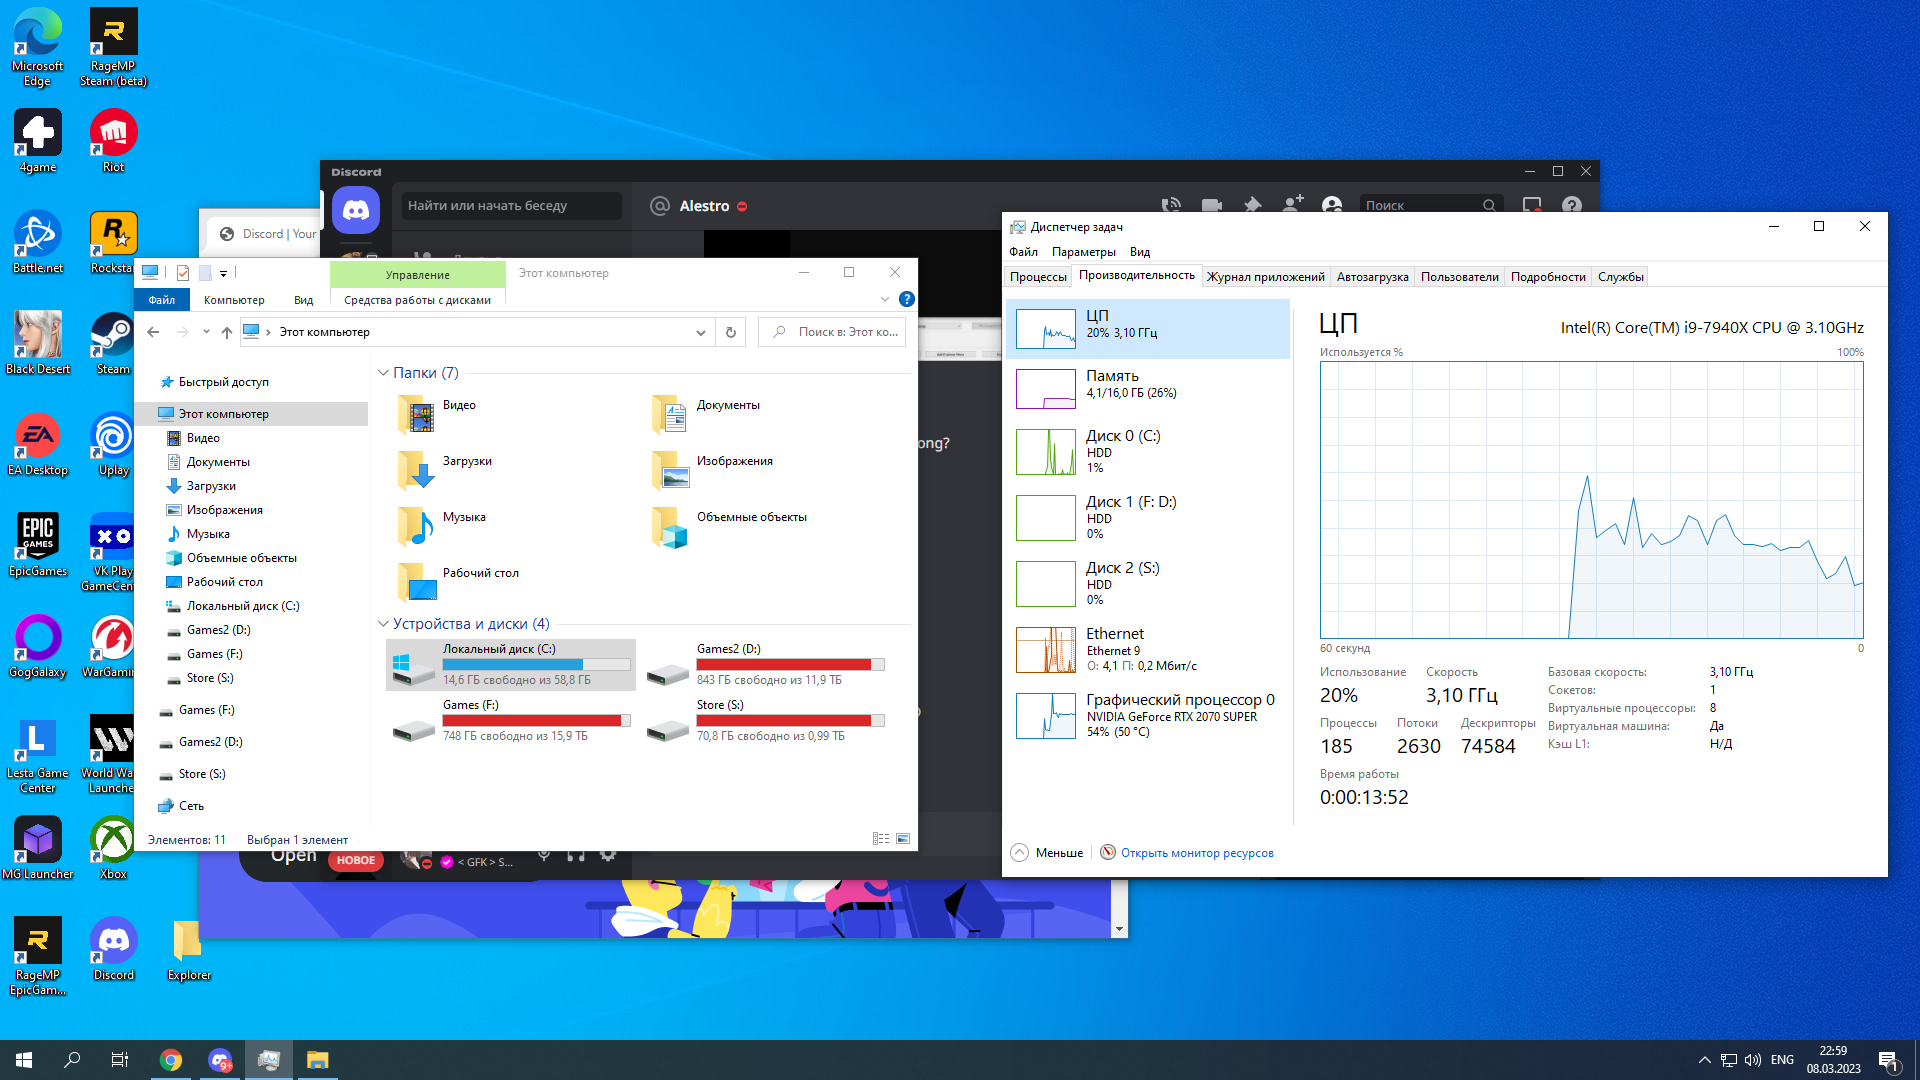 Microsoft
Edge
RageMP
Steam (beta)
4game
Riot
Battle.net
Rockstar
Black Desert
Steam
EA Desktop
Uplay
EPIC
GAMES
EpicGames
VK Play
GameCent
GogGalaxy
WarGamin
Lesta Game
Center
World Wa
Launche
MG Launcher
Xbox
RageMP
EpicGam...
Discord
Explorer
Discord
Найти или начать беседу
Alestro
Поиск
Discord | Your
ong?
Open
НОВОЕ
< GFK > S...
Управление
Этот компьютер
Файл
Компьютер
Вид
Средства работы с дисками
Этот компьютер
Поиск в: Этот ко...
Быстрый доступ
Этот компьютер
Видео
Документы
Загрузки
Изображения
Музыка
Объемные объекты
Рабочий стол
Локальный диск (C:)
Games2 (D:)
Games (F:)
Store (S:)
Games (F:)
Games2 (D:)
Store (S:)
Сеть
Папки (7)
Видео
Документы
Загрузки
Изображения
Музыка
Объемные объекты
Рабочий стол
Устройства и диски (4)
Локальный диск (C:)
14,6 ГБ свободно из 58,8 ГБ
Games2 (D:)
843 ГБ свободно из 11,9 ТБ
Games (F:)
748 ГБ свободно из 15,9 ТБ
Store (S:)
70,8 ГБ свободно из 0,99 ТБ
Элементов: 11
Выбран 1 элемент
Диспетчер задач
Файл Параметры Вид
Процессы Производительность Журнал приложений Автозагрузка Пользователи Подробности Службы
ЦП
20% 3,10 ГГц
Память
4,1/16,0 ГБ (26%)
Диск 0 (C:)
HDD
1%
Диск 1 (F: D:)
HDD
0%
Диск 2 (S:)
HDD
0%
Ethernet
Ethernet 9
О: 4,1 П: 0,2 Мбит/с
Графический процессор 0
NVIDIA GeForce RTX 2070 SUPER
54% (50 °C)
ЦП
Intel(R) Core(TM) i9-7940X CPU @ 3.10GHz
Используется %
100%
60 секунд
0
Использование
20%
Скорость
3,10 ГГц
Процессы
185
Потоки
2630
Дескрипторы
74584
Время работы
0:00:13:52
Базовая скорость: 3,10 ГГц
Сокетов: 1
Виртуальные процессоры: 8
Виртуальная машина: Да
Кэш L1: Н/Д
Меньше
Открыть монитор ресурсов
9+
ENG
22:59
08.03.2023
1